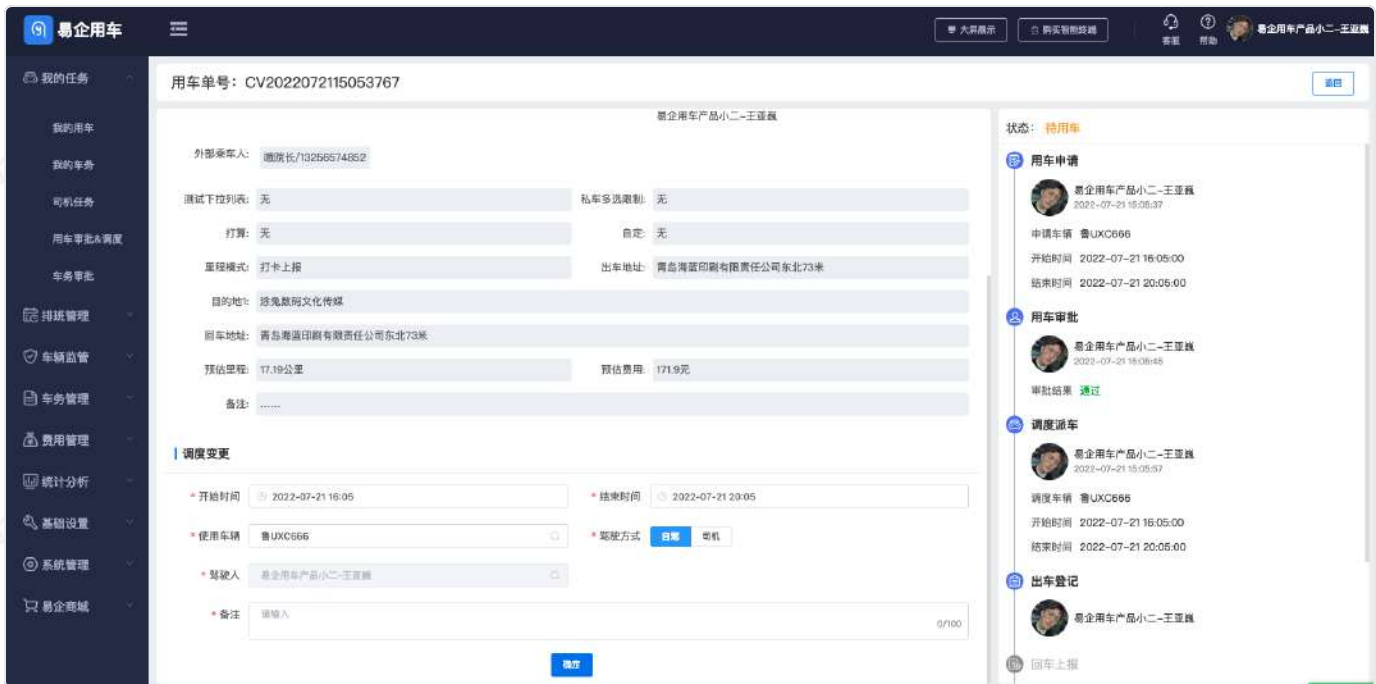 易企用车
大屏展示
购买智能终端
客服
帮助
易企用车产品小二-王亚巍
我的任务
我的用车
我的车务
司机任务
用车审批&调度
车务审批
排班管理
车辆监管
车务管理
费用管理
统计分析
基础设置
系统管理
易企商城
用车单号：CV2022072115053767
返回
易企用车产品小二-王亚巍
外部乘车人:
/13256574852
测试下拉列表: 无
私车多选限制: 无
打算: 无
自定: 无
里程模式: 打卡上报
出车地址: 青岛海蓝印刷有限责任公司东北73米
目的地1: 涂兔数码文化传媒
回车地址: 青岛海蓝印刷有限责任公司东北73米
预估里程: 17.19公里
预估费用: 171.9元
备注: ......
调度变更
* 开始时间 2022-07-21 16:05
* 结束时间 2022-07-21 20:05
* 使用车辆 鲁UXC666
* 驾驶方式 自驾 司机
* 驾驶人 易企用车产品小二-王亚巍
* 备注 请输入
0/100
确定
状态: 待用车
用车申请
易企用车产品小二-王亚巍
2022-07-21 15:05:37
申请车辆 鲁UXC666
开始时间 2022-07-21 16:05:00
结束时间 2022-07-21 20:05:00
用车审批
易企用车产品小二-王亚巍
2022-07-21 15:05:45
审批结果 通过
调度派车
易企用车产品小二-王亚巍
2022-07-21 15:05:57
调度车辆 鲁UXC666
开始时间 2022-07-21 16:05:00
结束时间 2022-07-21 20:05:00
出车登记
易企用车产品小二-王亚巍
回车上报